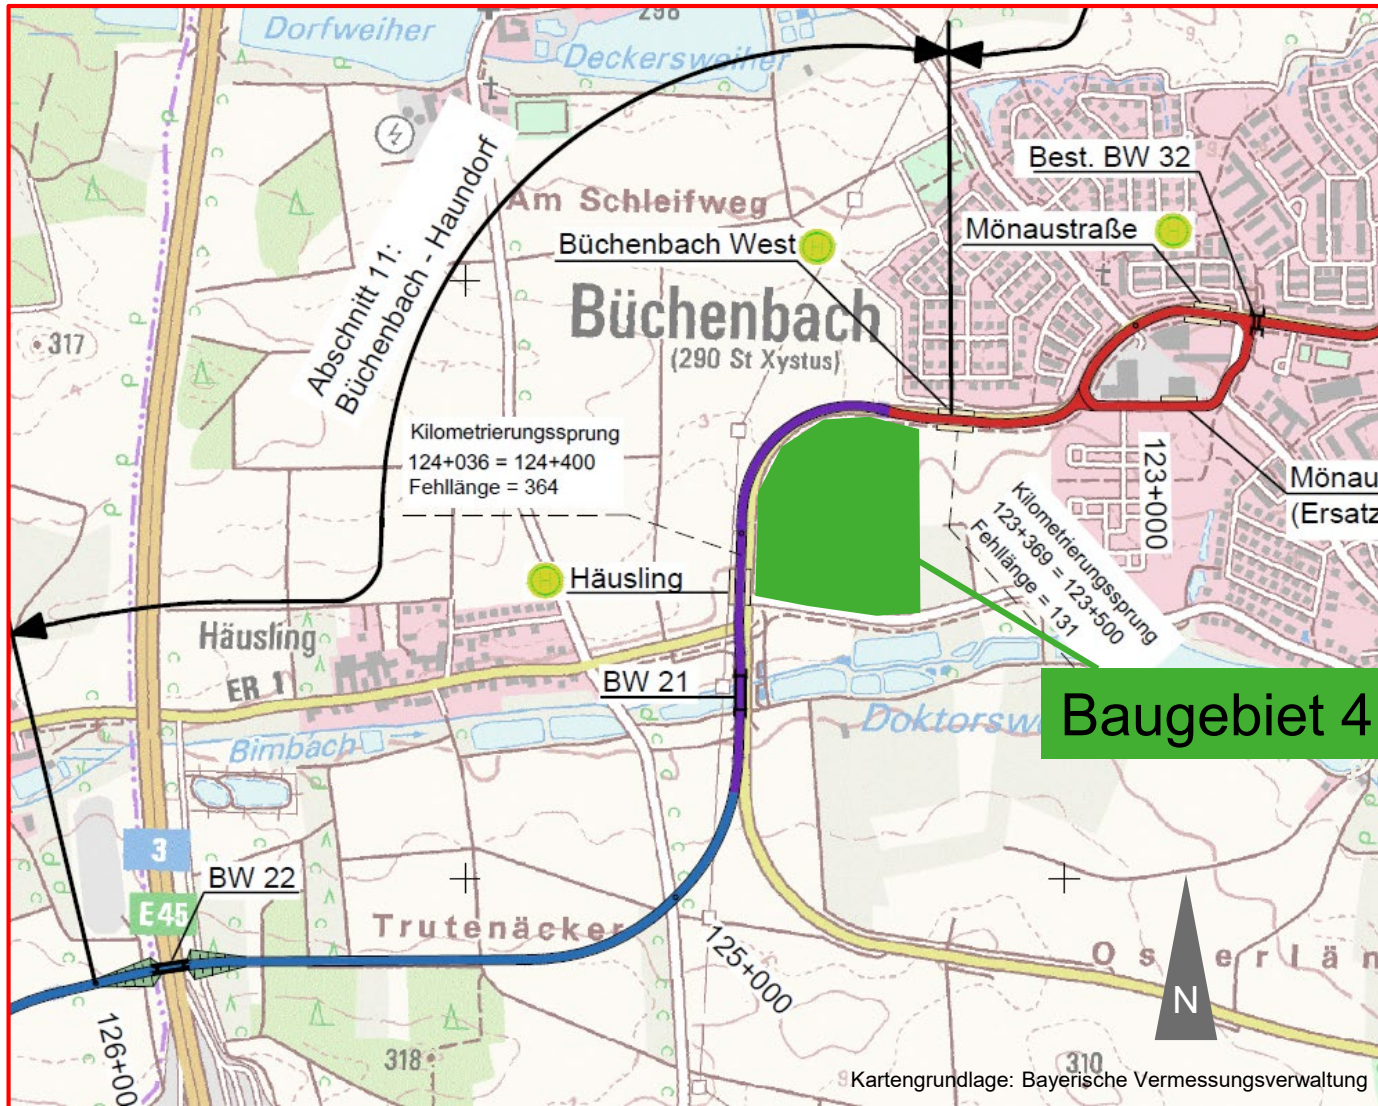 Dorfweiher
298
Deckersweiher
Abschnitt 11:
Büchenbach - Haundorf
Best. BW 32
Am Schleifweg
Büchenbach West
H
Mönaustraße
H
Büchenbach
(290 St Xystus)
317
Kilometrierungssprung
124+036 = 124+400
Fehllänge = 364
123+000
Mönau
(Ersatz
Kilometrierungssprung
123+369 = 123+500
Fehllänge = 131
H
Häusling
Häusling
ER 1
BW 21
Baugebiet 4
Doktorsw
Bimbach
3
BW 22
E 45
Trutenäcker
125+000
Osterlän
N
126+00
318
310
Kartengrundlage: Bayerische Vermessungsverwaltung